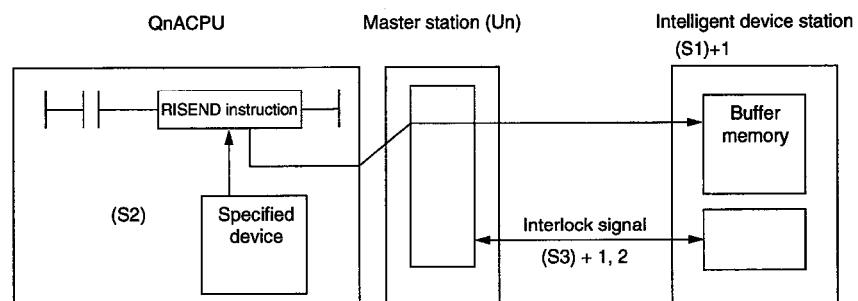 QnACPU
Master station (Un)
Intelligent device station
(S1)+1
RISEND instruction
Buffer
memory
(S2)
Specified
device
Interlock signal
(S3) + 1, 2